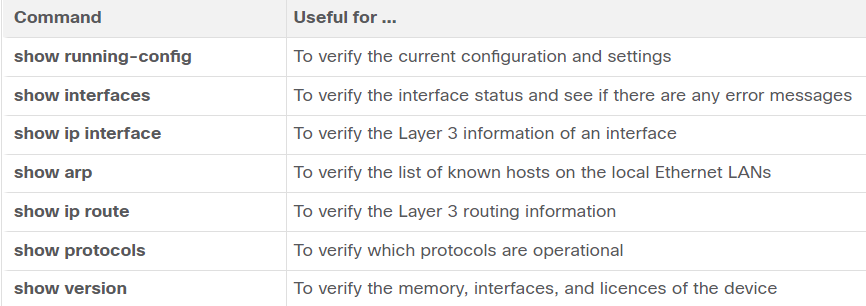 Command Useful for ...
show running-config To verify the current configuration and settings
show interfaces To verify the interface status and see if there are any error messages
show ip interface To verify the Layer 3 information of an interface
show arp To verify the list of known hosts on the local Ethernet LANs
show ip route To verify the Layer 3 routing information
show protocols To verify which protocols are operational
show version To verify the memory, interfaces, and licences of the device